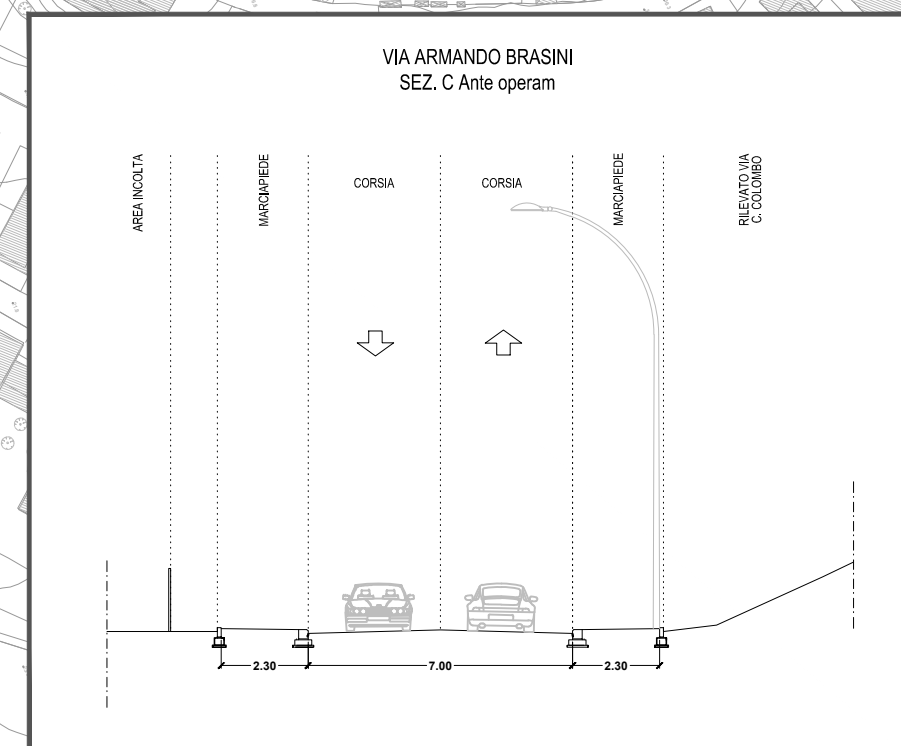 VIA ARMANDO BRASINI
SEZ. C Ante operam
AREA INCOLTA
MARCIAPIEDE
CORSIA
CORSIA
MARCIAPIEDE
RILEVATO VIA
C. COLOMBO
2.30
7.00
2.30